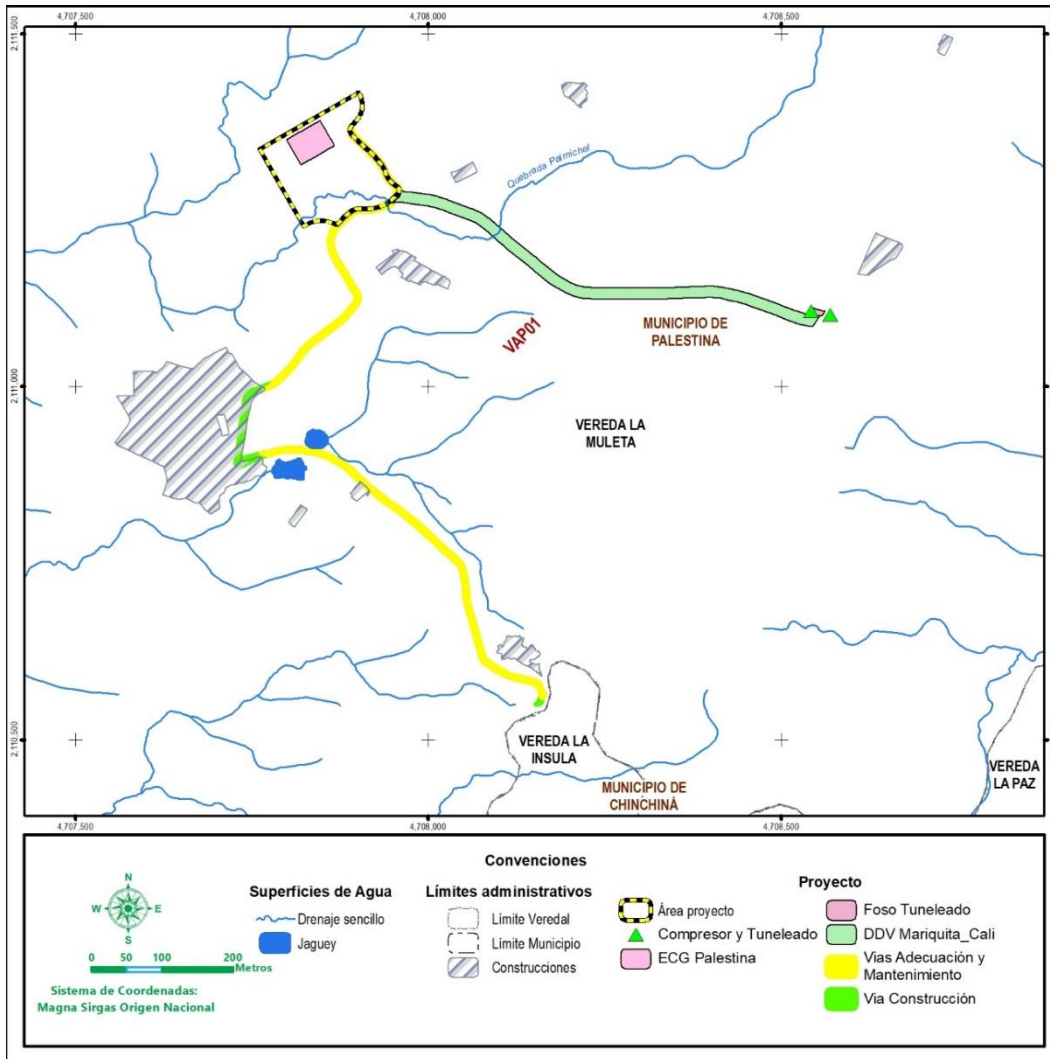 4,707,500
4,708,000
4,708,500
2,111,500
Quebrada Palmichal
MUNICIPIO DE
PALESTINA
VAP01
2,111,000
VEREDA LA
MULETA
2,110,500
VEREDA LA
INSULA
MUNICIPIO DE
CHINCHINÁ
VEREDA
LA PAZ
4,707,500
4,708,000
4,708,500
Convenciones
N
W
E
S
0 50 100 200
Metros
Sistema de Coordenadas:
Magna Sirgas Origen Nacional
Superficies de Agua
Drenaje sencillo
Jaguey
Límites administrativos
Límite Veredal
Límite Municipio
Construcciones
Proyecto
Área proyecto
Compresor y Tuneleado
ECG Palestina
Foso Tuneleado
DDV Mariquita_Cali
Vias Adecuación y
Mantenimiento
Via Construcción